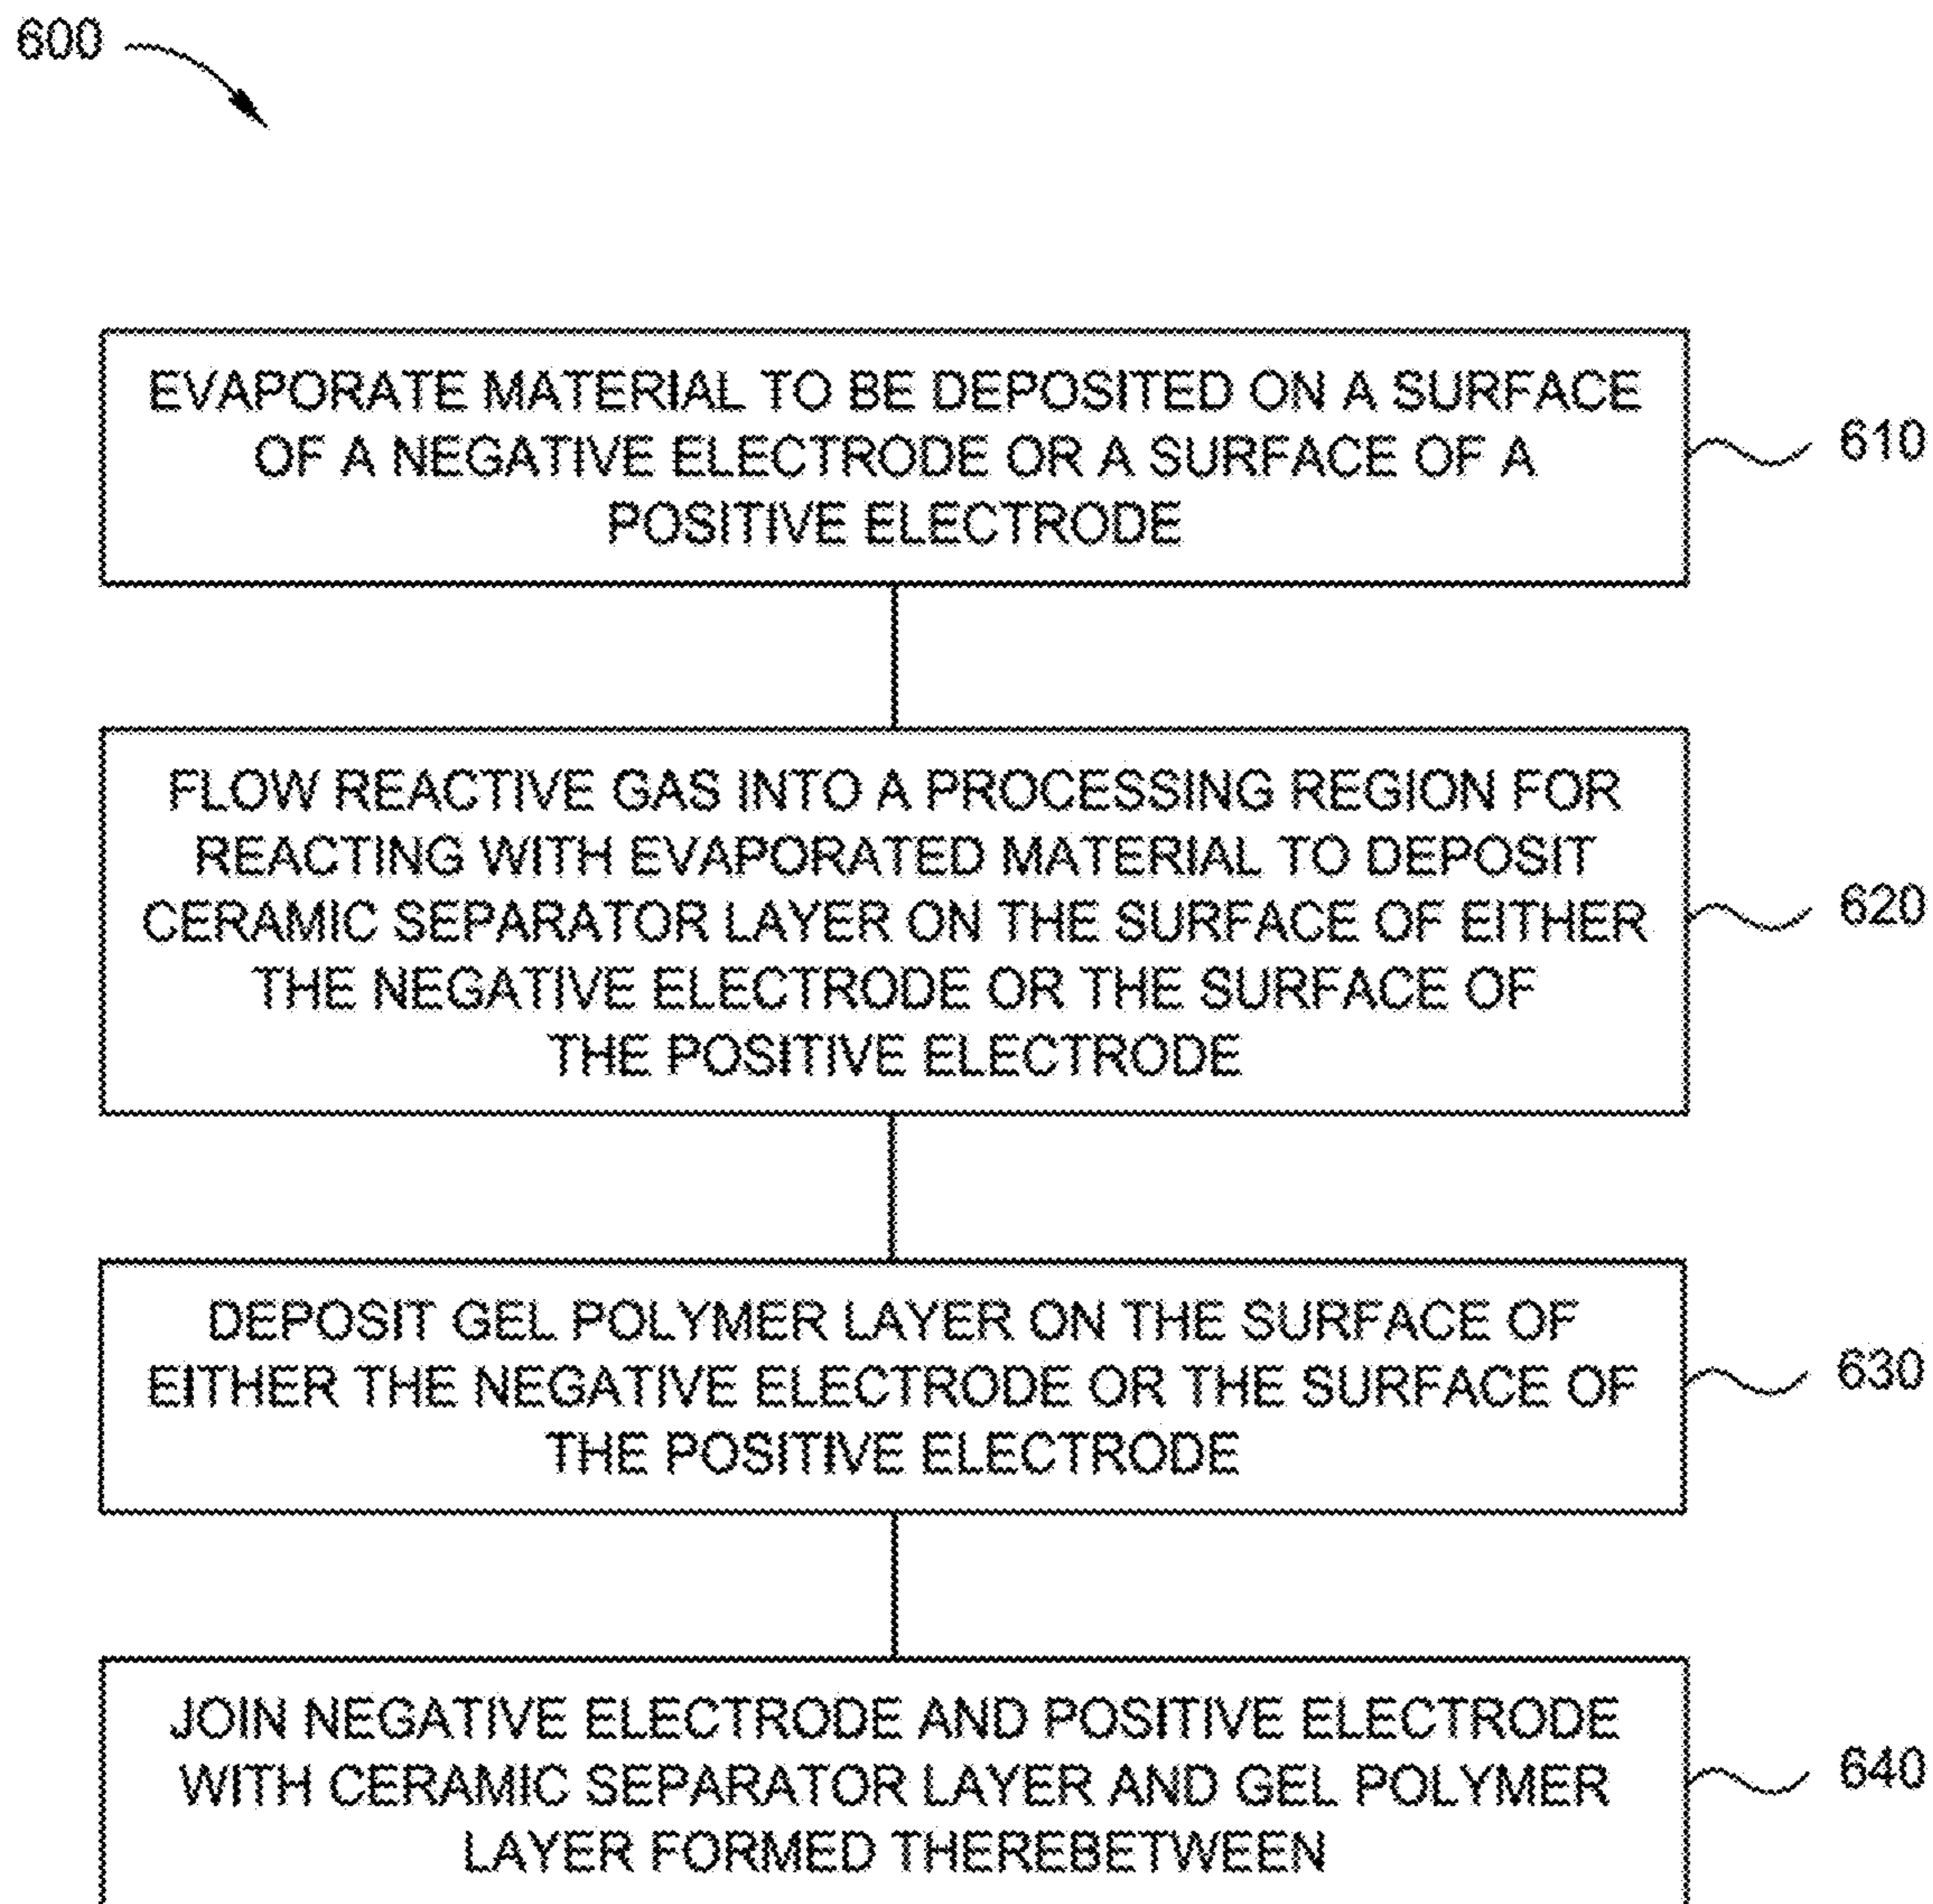 600
EVAPORATE MATERIAL TO BE DEPOSITED ON A SURFACE
OF A NEGATIVE ELECTRODE OR A SURFACE OF A
POSITIVE ELECTRODE
610
FLOW REACTIVE GAS INTO A PROCESSING REGION FOR
REACTING WITH EVAPORATED MATERIAL TO DEPOSIT
CERAMIC SEPARATOR LAYER ON THE SURFACE OF EITHER
THE NEGATIVE ELECTRODE OR THE SURFACE OF
THE POSITIVE ELECTRODE
620
DEPOSIT GEL POLYMER LAYER ON THE SURFACE OF
EITHER THE NEGATIVE ELECTRODE OR THE SURFACE OF
THE POSITIVE ELECTRODE
630
JOIN NEGATIVE ELECTRODE AND POSITIVE ELECTRODE
WITH CERAMIC SEPARATOR LAYER AND GEL POLYMER
LAYER FORMED THEREBETWEEN
640